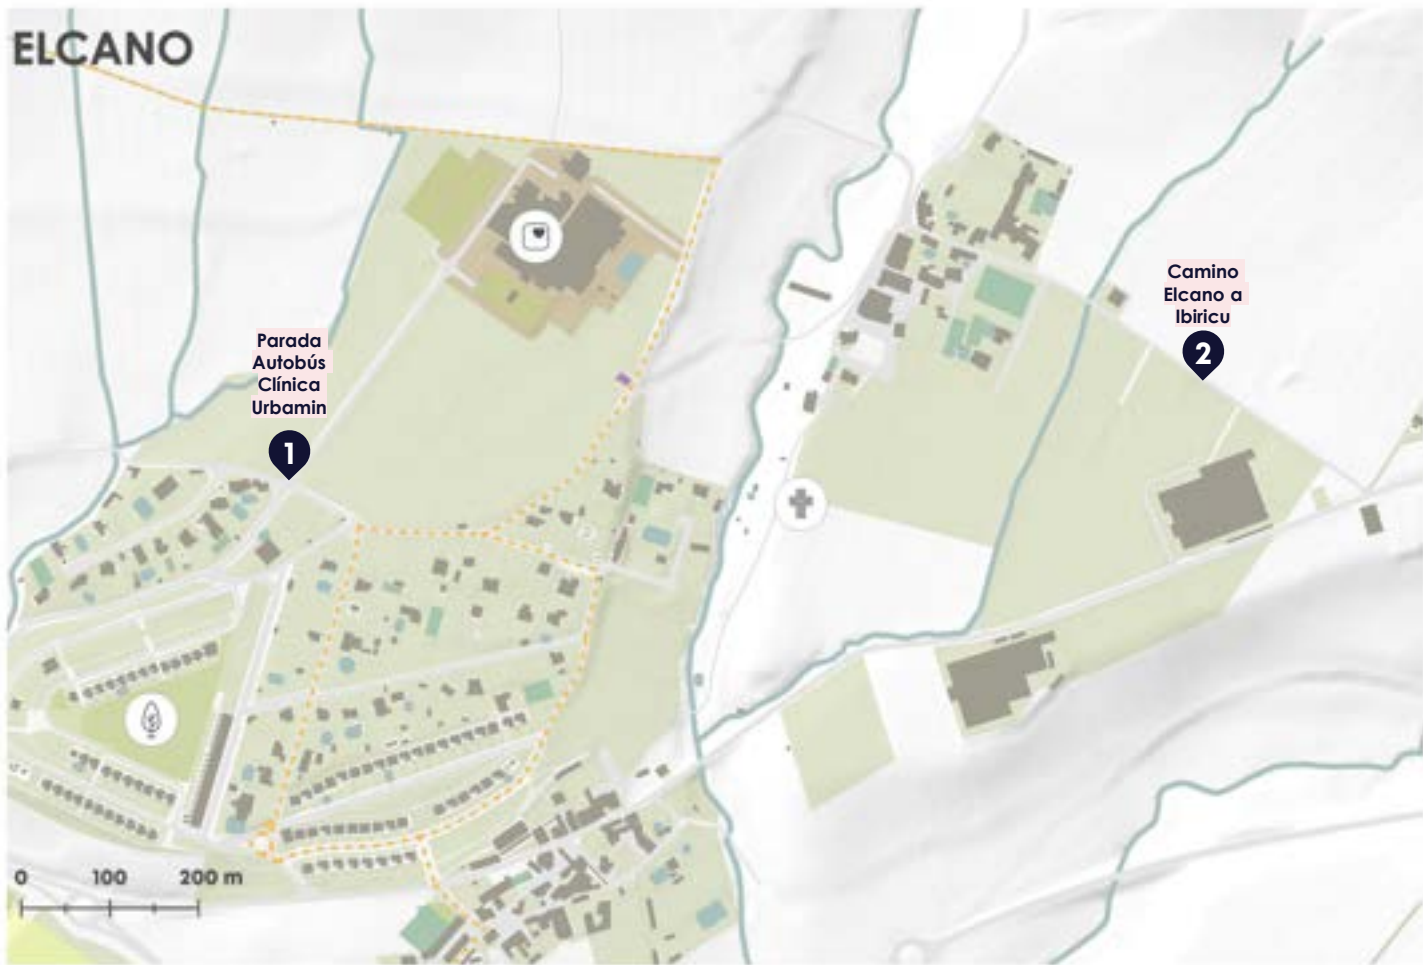 ELCANO
Camino
Elcano a
Ibiricu
2
Parada
Autobús
Clínica
Urbamin
1
0 100 200 m